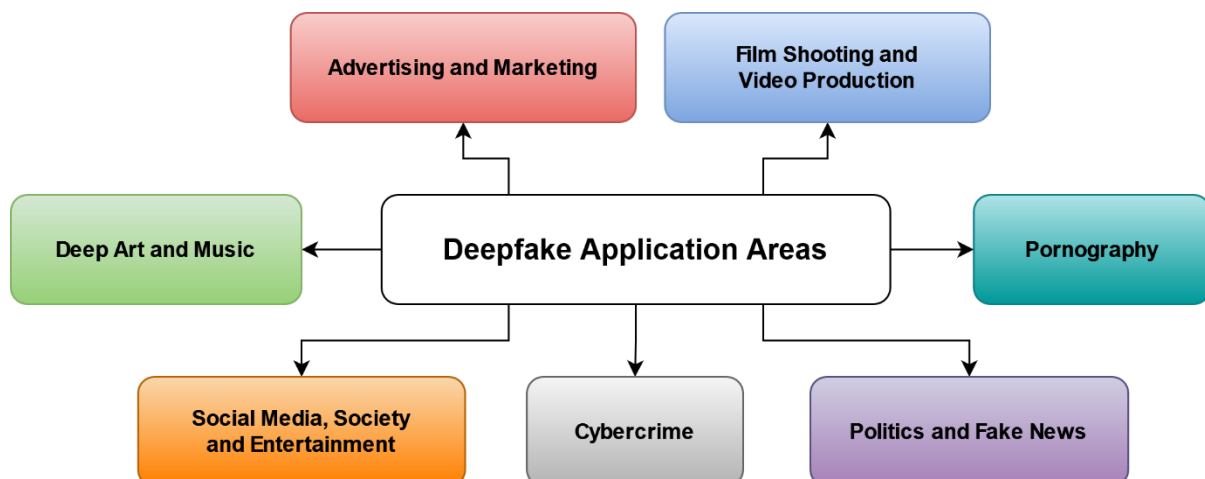 Advertising and Marketing
Film Shooting and
Video Production
Deep Art and Music
Deepfake Application Areas
Pornography
Social Media, Society
and Entertainment
Cybercrime
Politics and Fake News